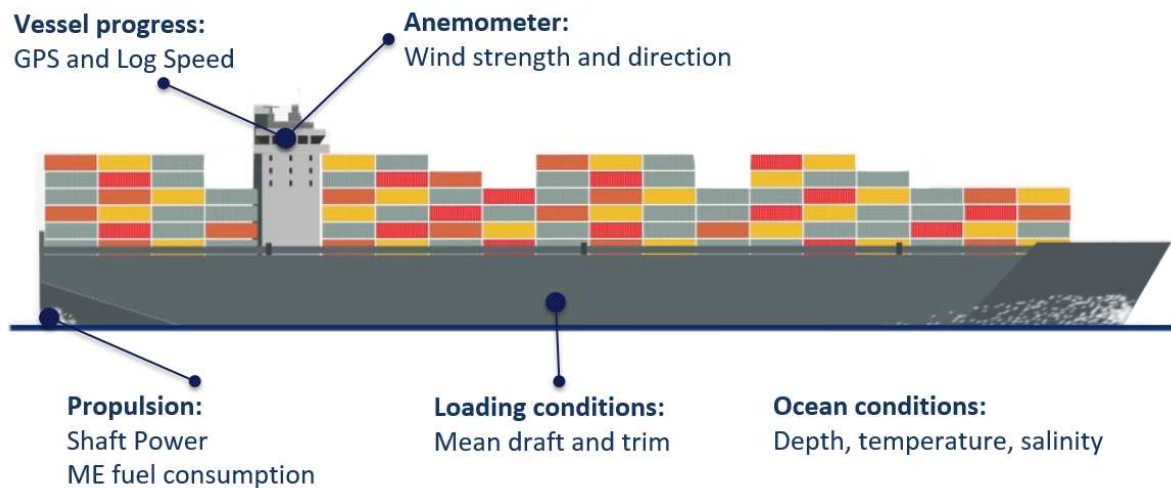 Vessel progress:
GPS and Log Speed
Anemometer:
Wind strength and direction
Propulsion:
Shaft Power
ME fuel consumption
Loading conditions:
Mean draft and trim
Ocean conditions:
Depth, temperature, salinity